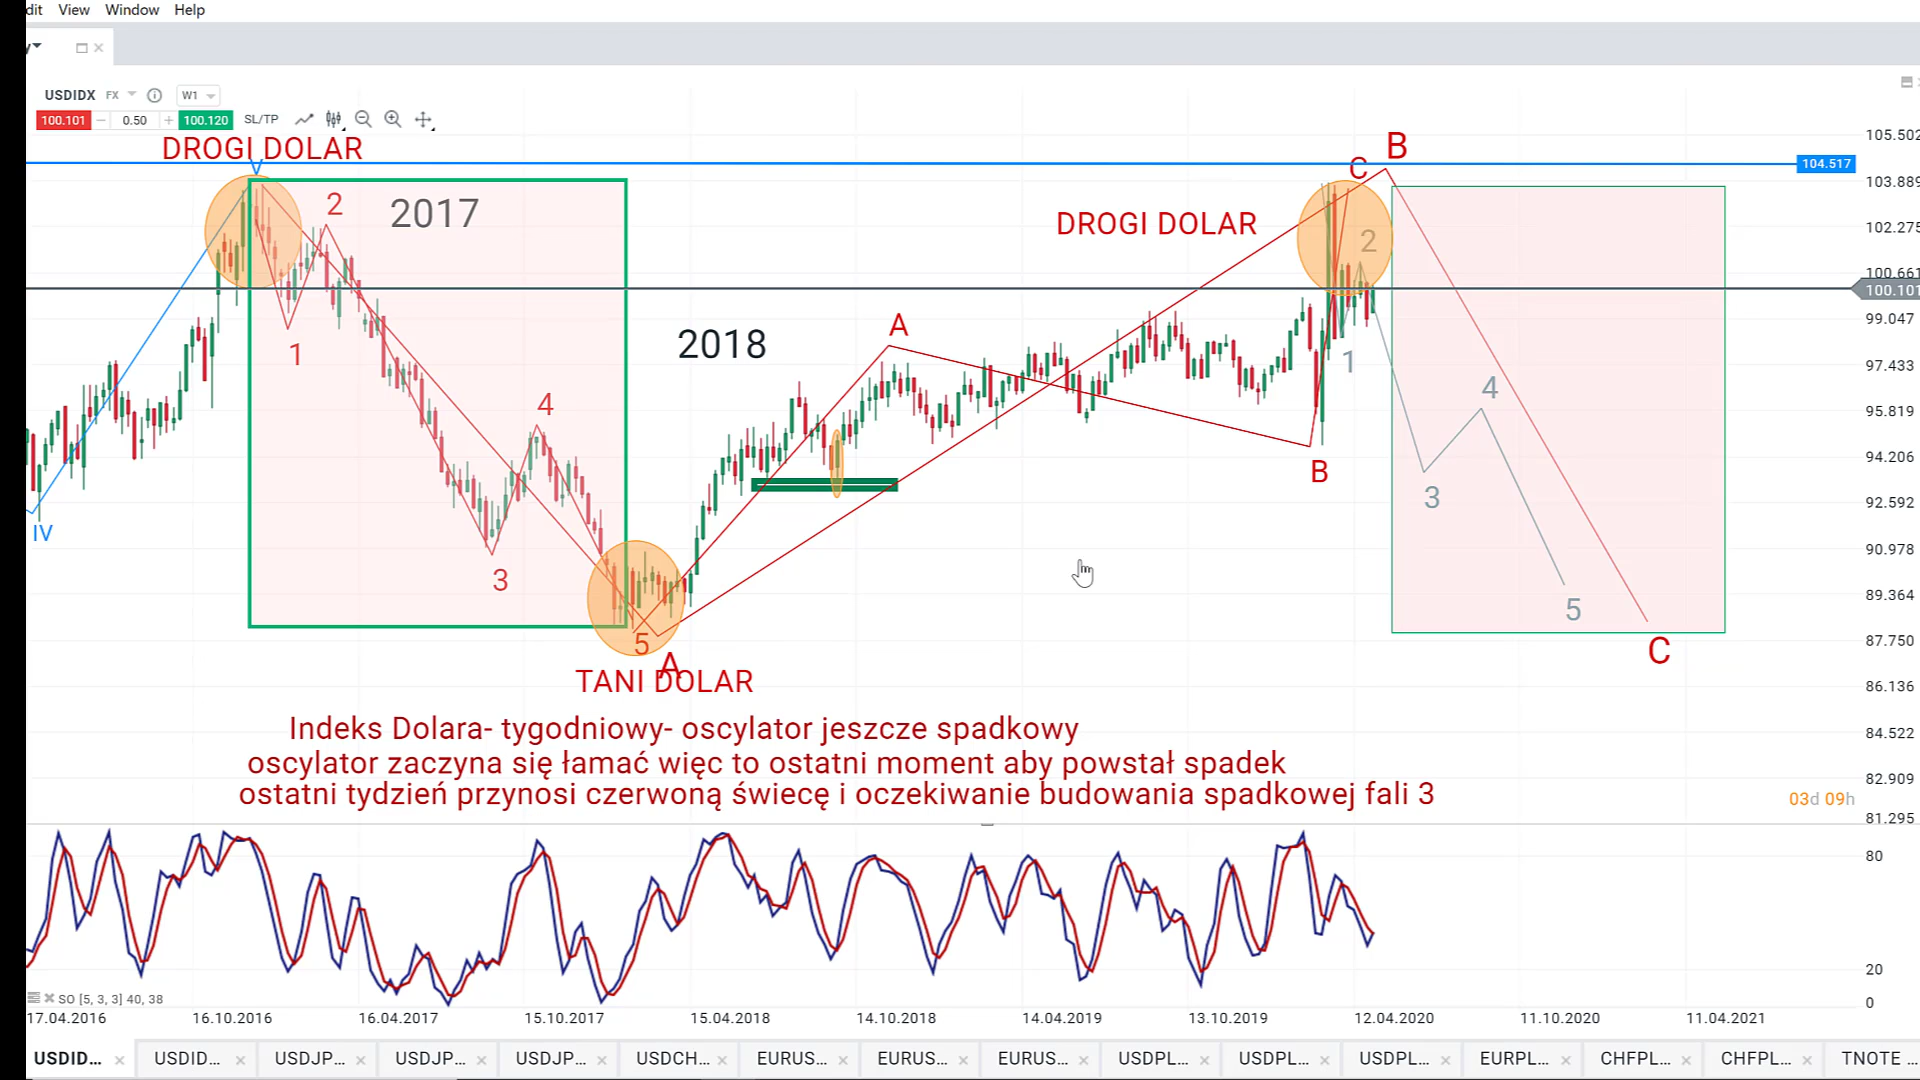 dit View Window Help
USDIDX FX W1
100.101 0.50 100.120 SL/TP
DROGI DOLAR
V
2
2017
1
4
3
5
A
TANI DOLAR
IV
2018
A
B
DROGI DOLAR
C
B
2
1
4
3
5
C
Indeks Dolara- tygodniowy- oscylator jeszcze spadkowy
oscylator zaczyna się łamać więc to ostatni moment aby powstał spadek
ostatni tydzień przynosi czerwoną świecę i oczekiwanie budowania spadkowej fali 3
105.502
104.517
103.889
102.275
100.661
100.101
99.047
97.433
95.819
94.206
92.592
90.978
89.364
87.750
86.136
84.522
82.909
03d 09h
81.295
80
20
0
SO [5, 3, 3] 40, 38
17.04.2016 16.10.2016 16.04.2017 15.10.2017 15.04.2018 14.10.2018 14.04.2019 13.10.2019 12.04.2020 11.10.2020 11.04.2021
USDID... USDID... USDJP... USDJP... USDJP... USDCH... EURUS... EURUS... EURUS... USDPL... USDPL... USDPL... EURPL... CHFPL... CHFPL... TNOTE ...